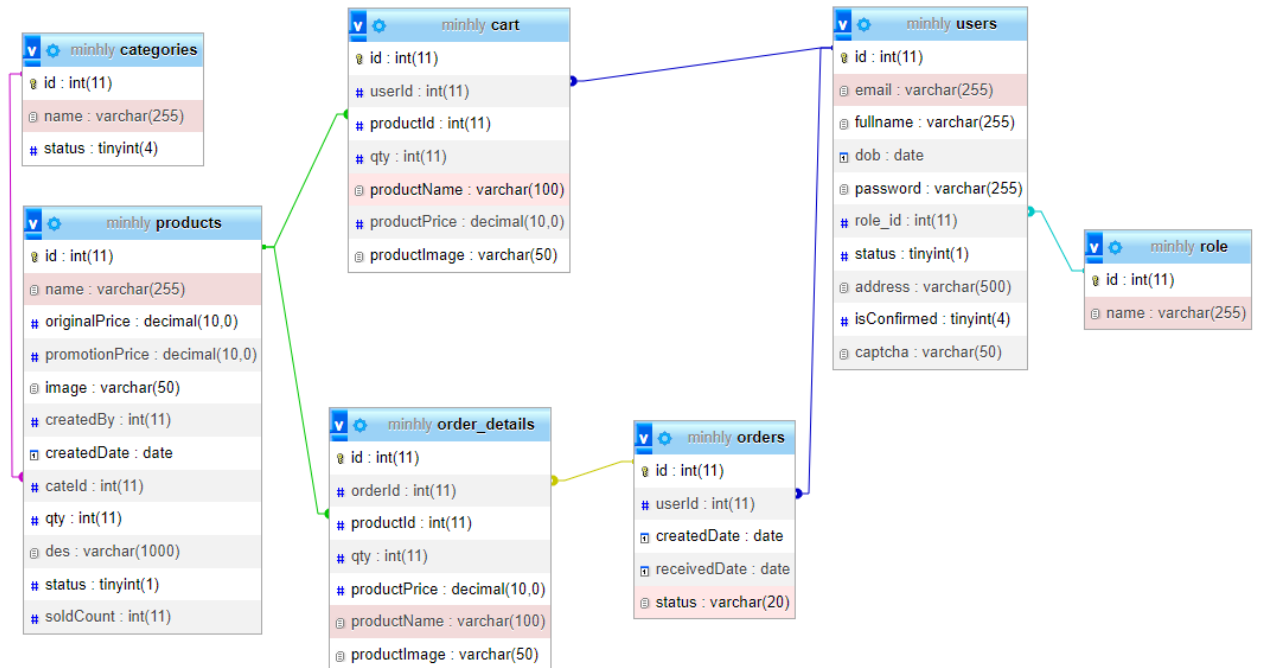 minhly categories
id : int(11)
name : varchar(255)
status : tinyint(4)
minhly products
id : int(11)
name : varchar(255)
originalPrice : decimal(10,0)
promotionPrice : decimal(10,0)
image : varchar(50)
createdBy : int(11)
createdDate : date
cateId : int(11)
qty : int(11)
des : varchar(1000)
status : tinyint(1)
soldCount : int(11)
minhly cart
id : int(11)
userId : int(11)
productId : int(11)
qty : int(11)
productName : varchar(100)
productPrice : decimal(10,0)
productImage : varchar(50)
minhly order_details
id : int(11)
orderId : int(11)
productId : int(11)
qty : int(11)
productPrice : decimal(10,0)
productName : varchar(100)
productImage : varchar(50)
minhly orders
id : int(11)
userId : int(11)
createdDate : date
receivedDate : date
status : varchar(20)
minhly users
id : int(11)
email : varchar(255)
fullname : varchar(255)
dob : date
password : varchar(255)
role_id : int(11)
status : tinyint(1)
address : varchar(500)
isConfirmed : tinyint(4)
captcha : varchar(50)
minhly role
id : int(11)
name : varchar(255)